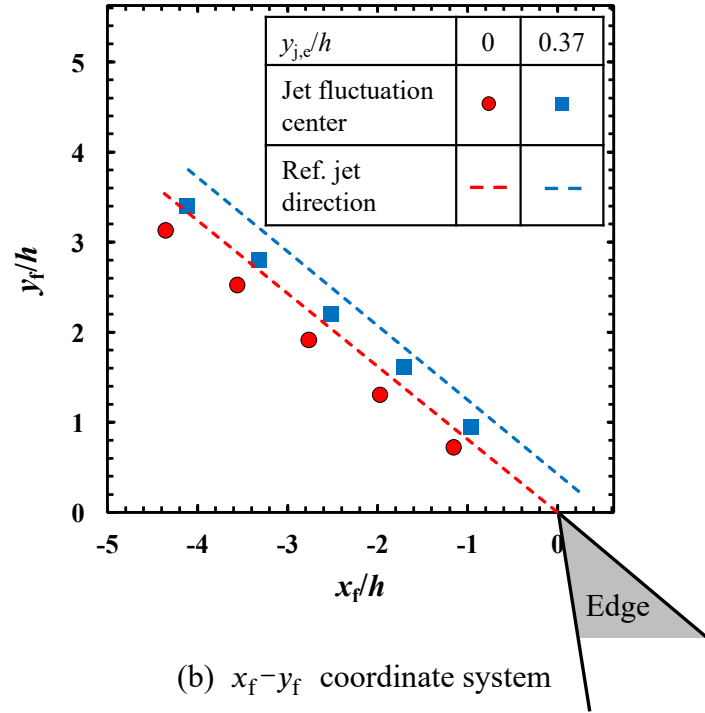 y_j,e/h 0 0.37
Jet fluctuation
center
Ref. jet
direction
5
4
3
2
1
0
y_f/h
-5 -4 -3 -2 -1 0
x_f/h
Edge
(b) x_f−y_f coordinate system